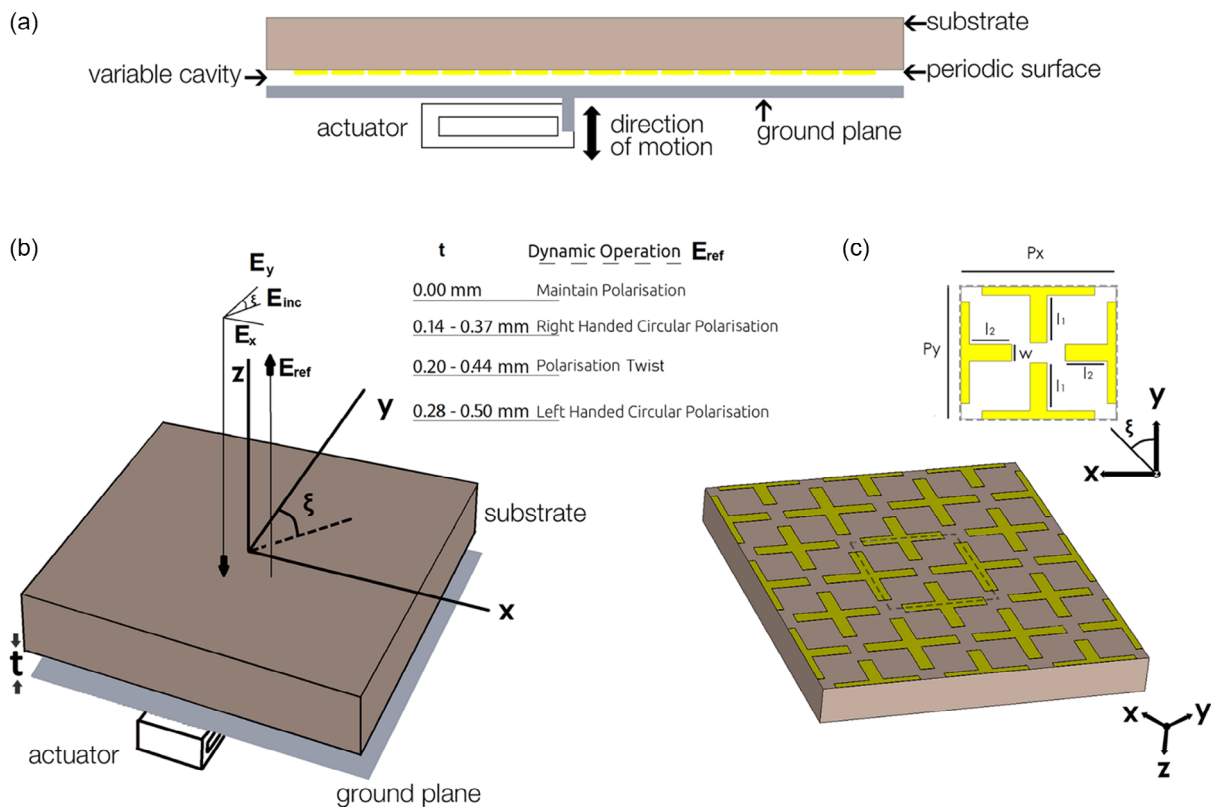 (a)
substrate
variable cavity
periodic surface
actuator
direction
of motion
ground plane
(b)
t Dynamic Operation Eref
0.00 mm Maintain Polarisation
0.14 - 0.37 mm Right Handed Circular Polarisation
0.20 - 0.44 mm Polarisation Twist
0.28 - 0.50 mm Left Handed Circular Polarisation
Ey
ξ Einc
Ex
z Eref
y
ξ
substrate
x
t
actuator
ground plane
(c)
Px
l2 l1
Py w
l1 l2
y
ξ
x
x y
z